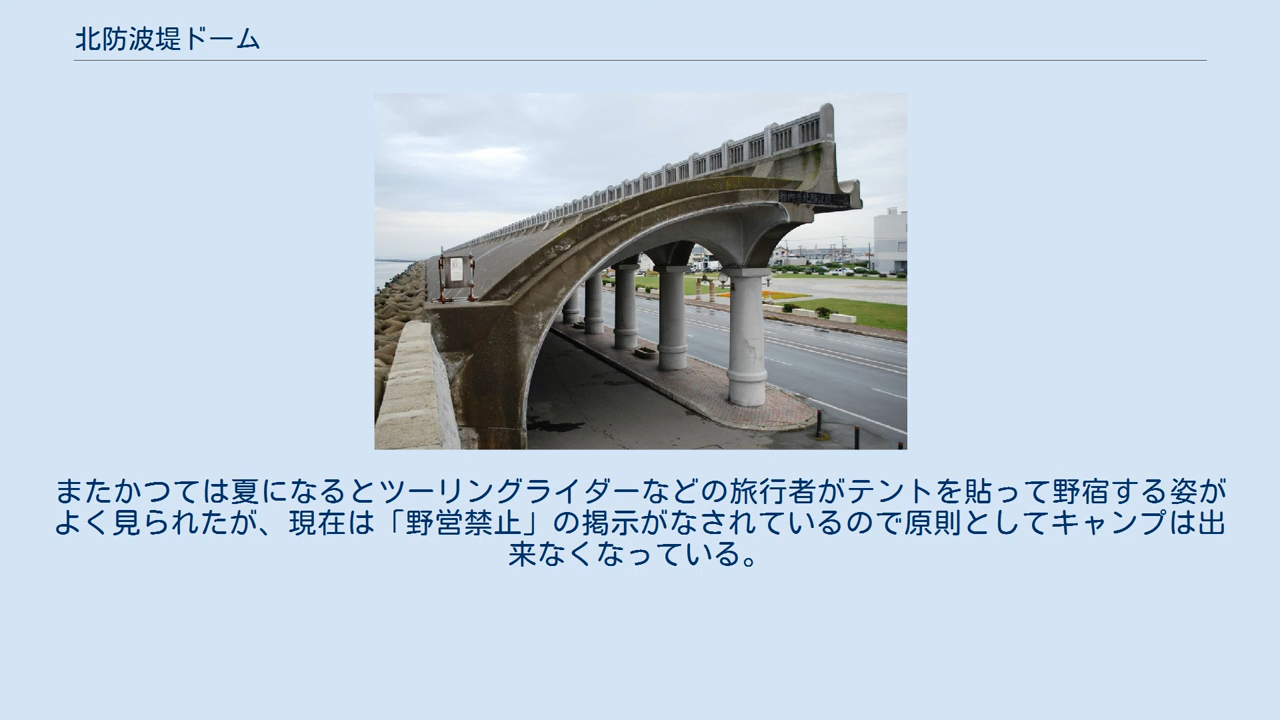 北防波堤ドーム
またかつては夏になるとツーリングライダーなどの旅行者がテントを貼って野宿する姿が
よく見られたが、現在は「野営禁止」の掲示がなされているので原則としてキャンプは出
来なくなっている。